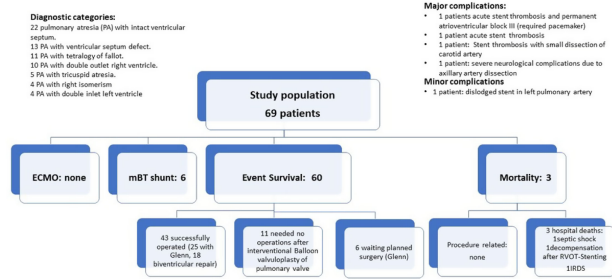 Diagnostic categories:
22 pulmonary atresia (PA) with intact ventricular
septum.
13 PA with ventricular septum defect.
11 PA with tetralogy of fallot.
10 PA with double outlet right ventricle.
5 PA with tricuspid atresia.
4 PA with right isomerism
4 PA with double inlet left ventricle
Major complications:
• 1 patients acute stent thrombosis and permanent
atrioventricular block III (required pacemaker)
• 1 patient acute stent thrombosis
• 1 patient: Stent thrombosis with small dissection of
carotid artery
• 1 patient: severe neurological complications due to
axillary artery dissection
Minor complications
• 1 patient: dislodged stent in left pulmonary artery
Study population
69 patients
ECMO: none
mBT shunt: 6
Event Survival: 60
Mortality: 3
43 successfully
operated (25 with
Glenn, 18
biventricular repair)
11 needed no
operations after
interventional Balloon
valvuloplasty of
pulmonary valve
6 waiting planned
surgery (Glenn)
Procedure related:
none
3 hospital deaths:
1septic shock
1decompensation
after RVOT-Stenting
1IRDS